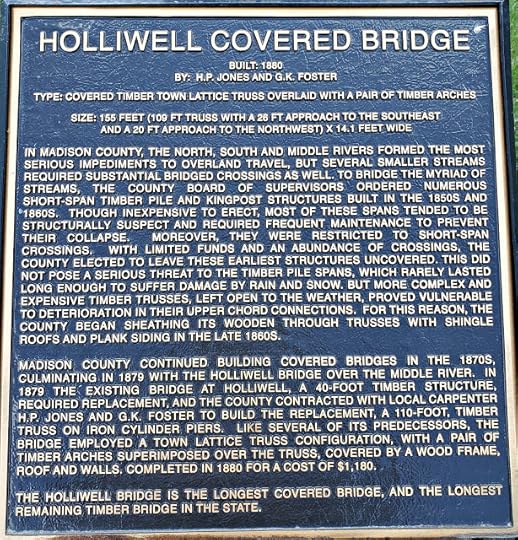 HOLLIWELL COVERED BRIDGE
BUILT: 1880
BY: H.P. JONES AND G.K. FOSTER
TYPE: COVERED TIMBER TOWN LATTICE TRUSS OVERLAID WITH A PAIR OF TIMBER ARCHES
SIZE: 155 FEET (109 FT TRUSS WITH A 26 FT APPROACH TO THE SOUTHEAST
AND A 20 FT APPROACH TO THE NORTHWEST) X 14.1 FEET WIDE
IN MADISON COUNTY, THE NORTH, SOUTH AND MIDDLE RIVERS FORMED THE MOST
SERIOUS IMPEDIMENTS TO OVERLAND TRAVEL, BUT SEVERAL SMALLER STREAMS
REQUIRED SUBSTANTIAL BRIDGED CROSSINGS AS WELL. TO BRIDGE THE MYRIAD OF
STREAMS, THE COUNTY BOARD OF SUPERVISORS ORDERED NUMEROUS
SHORT-SPAN TIMBER PILE AND KINGPOST STRUCTURES BUILT IN THE 1850S AND
1860S. THOUGH INEXPENSIVE TO ERECT, MOST OF THESE SPANS TENDED TO BE
STRUCTURALLY SUSPECT AND REQUIRED FREQUENT MAINTENANCE TO PREVENT
THEIR COLLAPSE. MOREOVER, THEY WERE RESTRICTED TO SHORT-SPAN
CROSSINGS. WITH LIMITED FUNDS AND AN ABUNDANCE OF CROSSINGS, THE
COUNTY ELECTED TO LEAVE THESE EARLIEST STRUCTURES UNCOVERED. THIS DID
NOT POSE A SERIOUS THREAT TO THE TIMBER PILE SPANS, WHICH RARELY LASTED
LONG ENOUGH TO SUFFER DAMAGE BY RAIN AND SNOW. BUT MORE COMPLEX AND
EXPENSIVE TIMBER TRUSSES, LEFT OPEN TO THE WEATHER, PROVED VULNERABLE
TO DETERIORATION IN THEIR UPPER CHORD CONNECTIONS. FOR THIS REASON, THE
COUNTY BEGAN SHEATHING ITS WOODEN THROUGH TRUSSES WITH SHINGLE
ROOFS AND PLANK SIDING IN THE LATE 1860S.
MADISON COUNTY CONTINUED BUILDING COVERED BRIDGES IN THE 1870S,
CULMINATING IN 1879 WITH THE HOLLIWELL BRIDGE OVER THE MIDDLE RIVER. IN
1879 THE EXISTING BRIDGE AT HOLLIWELL, A 40-FOOT TIMBER STRUCTURE,
REQUIRED REPLACEMENT, AND THE COUNTY CONTRACTED WITH LOCAL CARPENTER
H.P. JONES AND G.K. FOSTER TO BUILD THE REPLACEMENT, A 110-FOOT, TIMBER
TRUSS ON IRON CYLINDER PIERS. LIKE SEVERAL OF ITS PREDECESSORS, THE
BRIDGE EMPLOYED A TOWN LATTICE TRUSS CONFIGURATION, WITH A PAIR OF
TIMBER ARCHES SUPERIMPOSED OVER THE TRUSS, COVERED BY A WOOD FRAME,
ROOF AND WALLS. COMPLETED IN 1880 FOR A COST OF $1,180.
THE HOLLIWELL BRIDGE IS THE LONGEST COVERED BRIDGE, AND THE LONGEST
REMAINING TIMBER BRIDGE IN THE STATE.